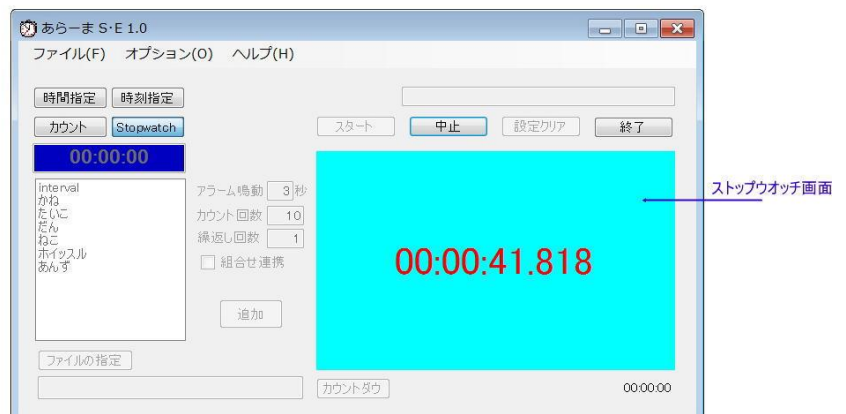 あらーま S・E 1.0
ファイル(F) オプション(O) ヘルプ(H)
時間指定 時刻指定
カウント Stopwatch
スタート 中止 設定クリア 終了
00:00:00
interval
かね
たいこ
だん
ねこ
ホイッスル
あんず
アラーム鳴動 3 秒
カウント回数 10
繰返し回数 1
組合せ連携
追加
00:00:41.818
ストップウオッチ画面
ファイルの指定
カウントダウ
00:00:00